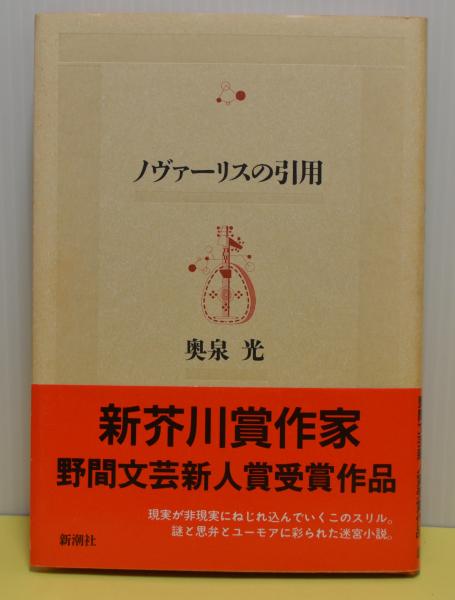 ノヴァーリスの引用
奥泉 光
新芥川賞作家
野間文芸新人賞受賞作品
現実が非現実にねじれ込んでいくこのスリル。
謎と思弁とユーモアに彩られた迷宮小説。
新潮社